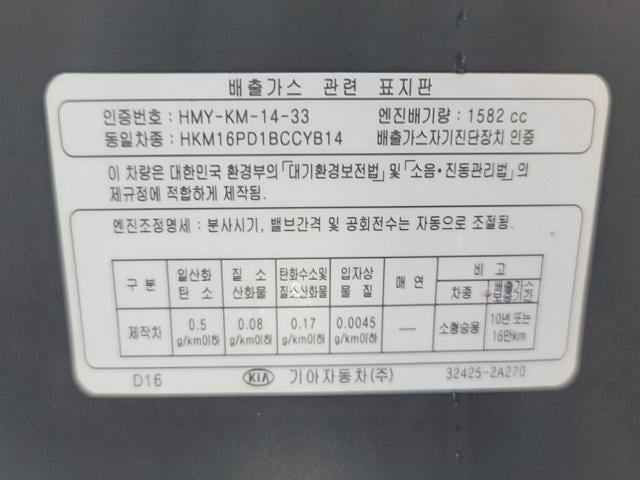 배출가스 관련 표지판
인증번호 : HMY-KM-14-33 엔진배기량 : 1582 cc
동일차종 : HKM16PD1BCCYB14 배출가스자기진단장치 인증
이 차량은 대한민국 환경부의 「대기환경보전법」 및 「소음·진동관리법」의
제규정에 적합하게 제작됨.
엔진조정명세 : 분사시기, 밸브간격 및 공회전수는 자동으로 조절됨.
구 분 일산화 탄 소 질 소 산화물 탄화수소및 질소산화물 입자상 물 질 매 연 비 고
차종 배출가스 보증기간
제작차 0.5 g/km이하 0.08 g/km이하 0.17 g/km이하 0.0045 g/km이하 — 소형승용 10년 또는 16만km
D16 KIA 기아자동차(주) 32425-2A270